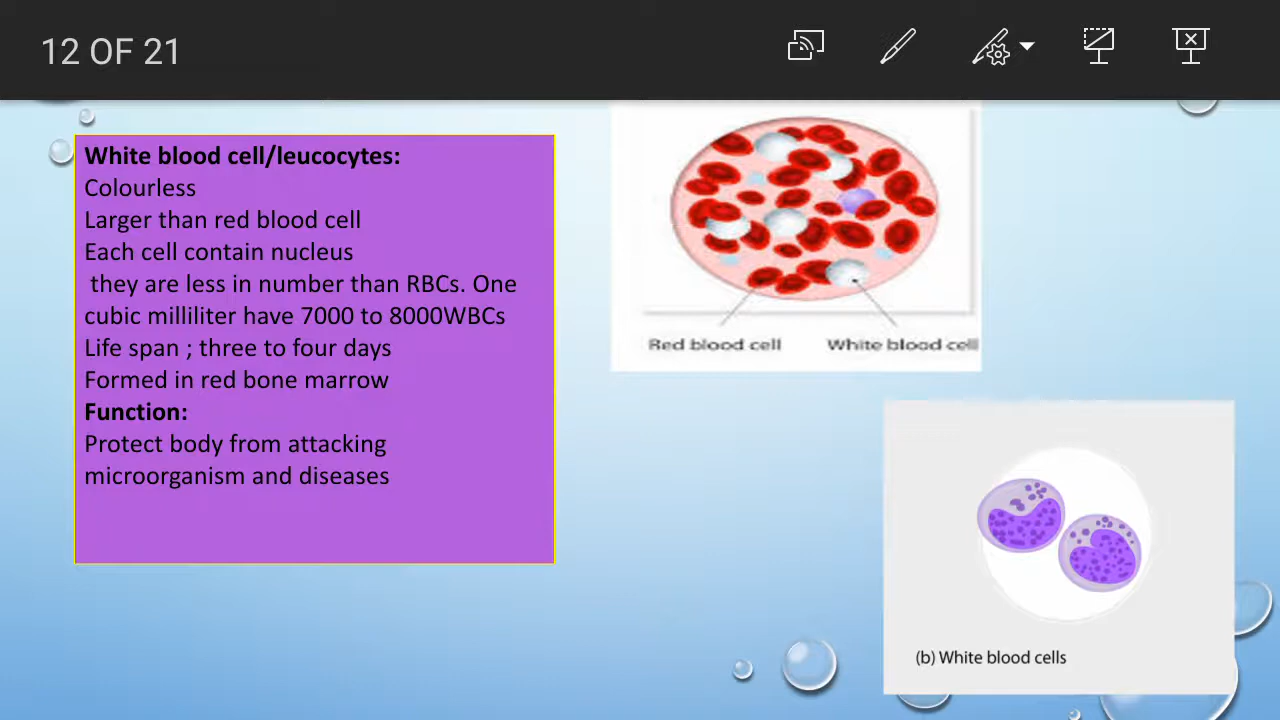 12 OF 21
White blood cell/leucocytes:
Colourless
Larger than red blood cell
Each cell contain nucleus
they are less in number than RBCs. One
cubic milliliter have 7000 to 8000WBCs
Life span ; three to four days
Formed in red bone marrow
Function:
Protect body from attacking
microorganism and diseases
Red blood cell
White blood cell
(b) White blood cells